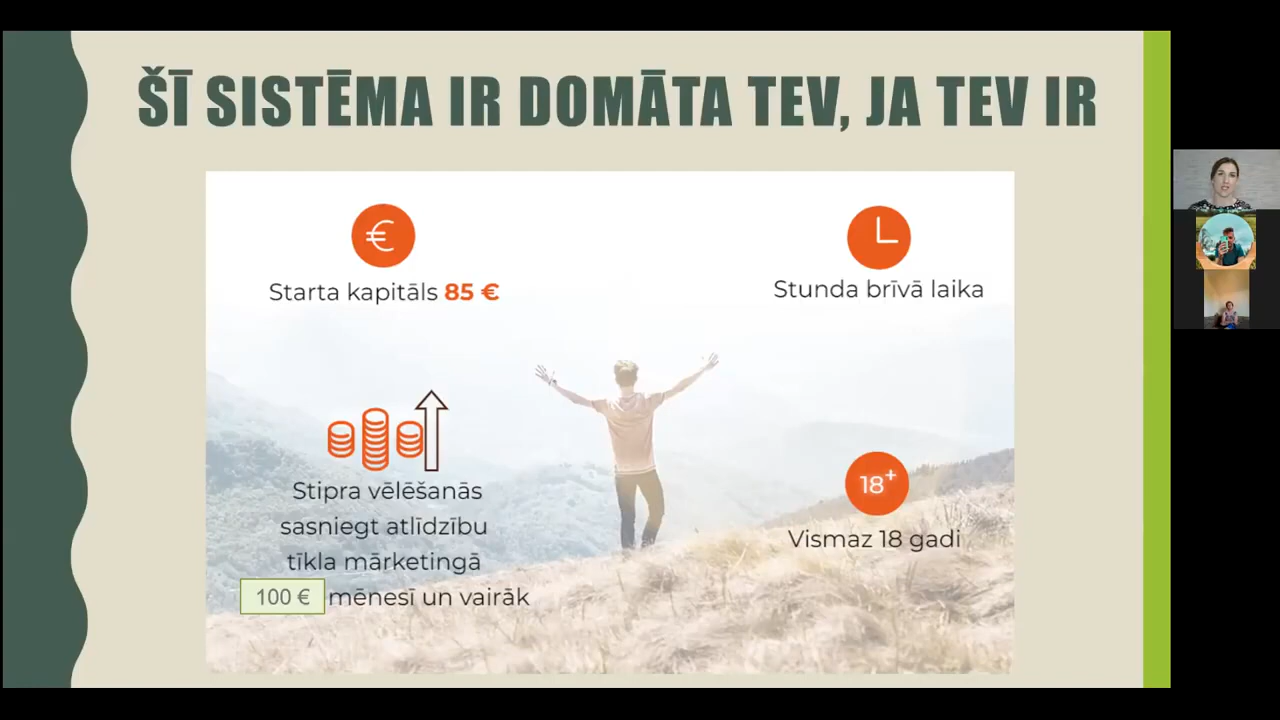 ŠĪ SISTĒMA IR DOMĀTA TEV, JA TEV IR
€
Starta kapitāls 85 €
Stunda brīvā laika
Stipra vēlēšanās
sasniegt atlīdzību
tīkla mārketingā
100 € mēnesī un vairāk
18+
Vismaz 18 gadi